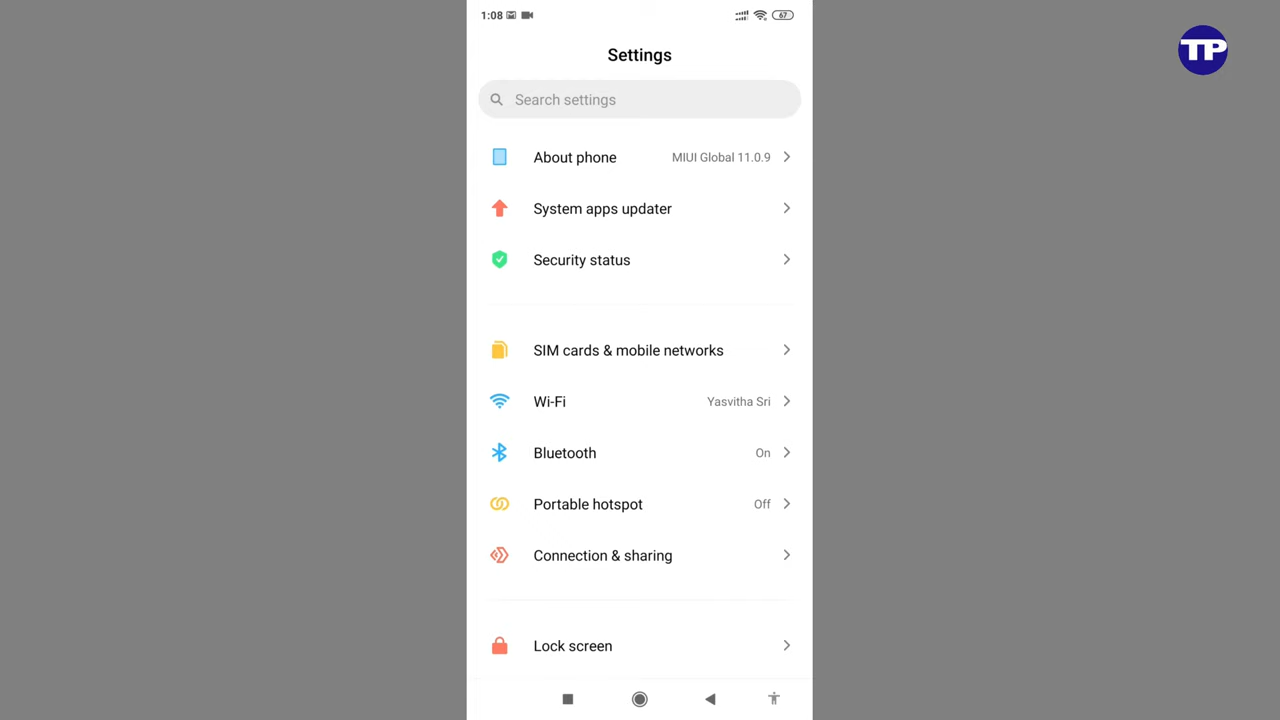 1:08
67
TP
Settings
Search settings
About phone MIUI Global 11.0.9
System apps updater
Security status
SIM cards & mobile networks
Wi-Fi Yasvitha Sri
Bluetooth On
Portable hotspot Off
Connection & sharing
Lock screen